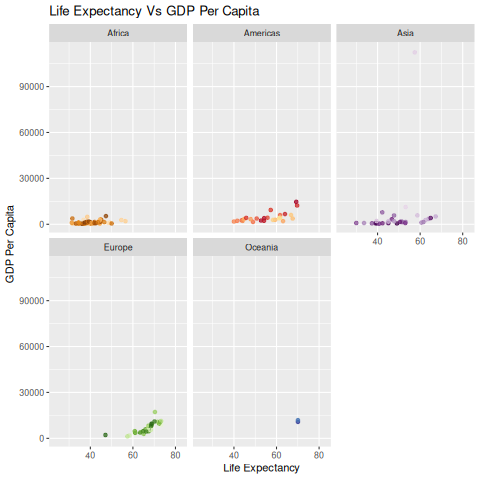 Life Expectancy Vs GDP Per Capita
Africa
Americas
Asia
90000
60000
30000
0
40 60 80
Europe
Oceania
90000
60000
30000
0
40 60 80
40 60 80
GDP Per Capita
Life Expectancy